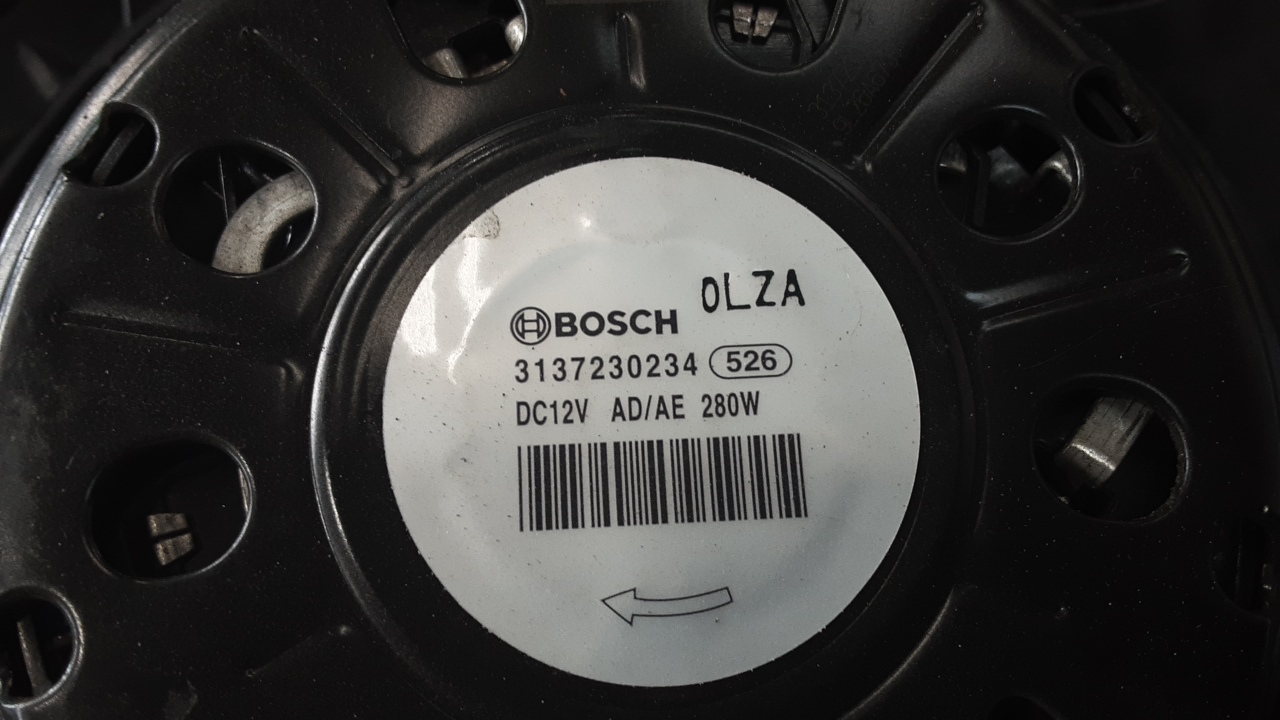 BOSCH OLZA
3137230234 526
DC12V AD/AE 280W